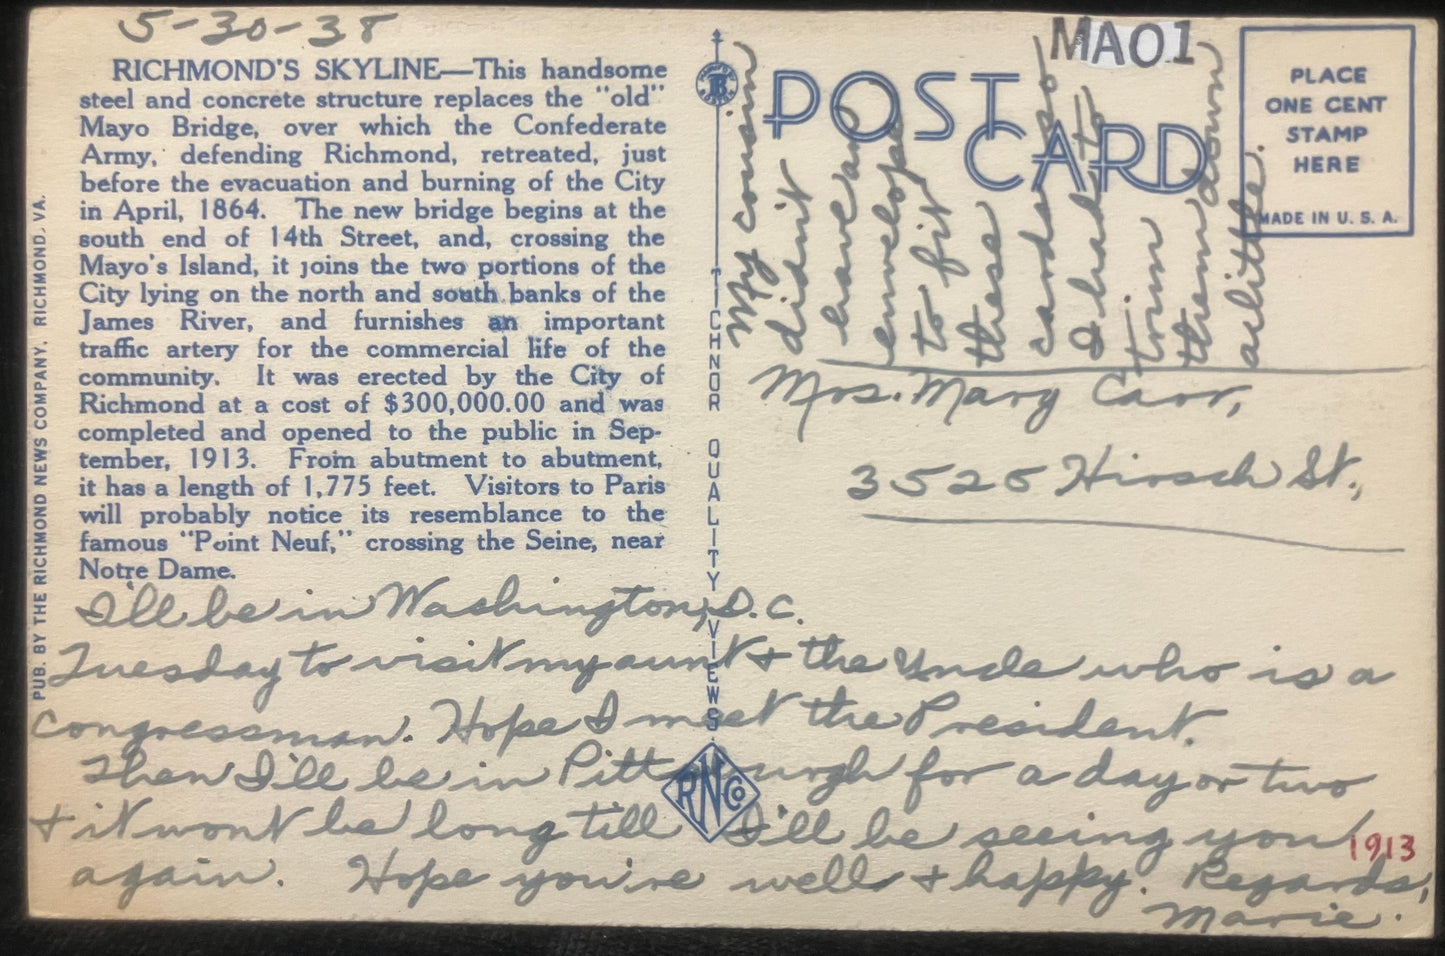 5-30-38
RICHMOND'S SKYLINE—This handsome
steel and concrete structure replaces the "old"
Mayo Bridge, over which the Confederate
Army, defending Richmond, retreated, just
before the evacuation and burning of the City
in April, 1864. The new bridge begins at the
south end of 14th Street, and, crossing the
Mayo's Island, it joins the two portions of the
City lying on the north and south banks of the
James River, and furnishes an important
traffic artery for the commercial life of the
community. It was erected by the City of
Richmond at a cost of $300,000.00 and was
completed and opened to the public in Sep-
tember, 1913. From abutment to abutment,
it has a length of 1,775 feet. Visitors to Paris
will probably notice its resemblance to the
famous "Point Neuf," crossing the Seine, near
Notre Dame.
PUB. BY THE RICHMOND NEWS COMPANY, RICHMOND, VA.
TICHNOR QUALITY VIEWS
POST
CARD
MA01
PLACE
ONE CENT
STAMP
HERE
MADE IN U. S. A.
My cousin
didn't
have an
envelope
to fit
these
cards so
I had to
trim
them down
a little.
Mrs. Mary Carr,
3525 Hirsch St.,
I'll be in Washington, D.C.
Tuesday to visit my aunt + the Uncle who is a
congressman. Hope I meet the President.
Then I'll be in Pittsburgh for a day or two
+ it won't be long till I'll be seeing you
again. Hope you're well + happy. Regards,
Marie.
RNCo
1913